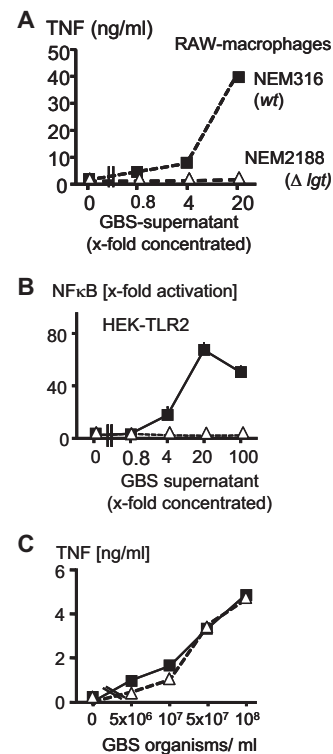 A
TNF (ng/ml)
RAW-macrophages
50
40
30
20
10
0
NEM316
(wt)
NEM2188
(Δ lgt)
0 0.8 4 20
GBS-supernatant
(x-fold concentrated)
B
NFκB [x-fold activation]
HEK-TLR2
80
40
0
0 0.8 4 20 100
GBS supernatant
(x-fold concentrated)
C
TNF [ng/ml]
6
4
2
0
0 5x10⁶ 10⁷ 5x10⁷ 10⁸
GBS organisms/ ml